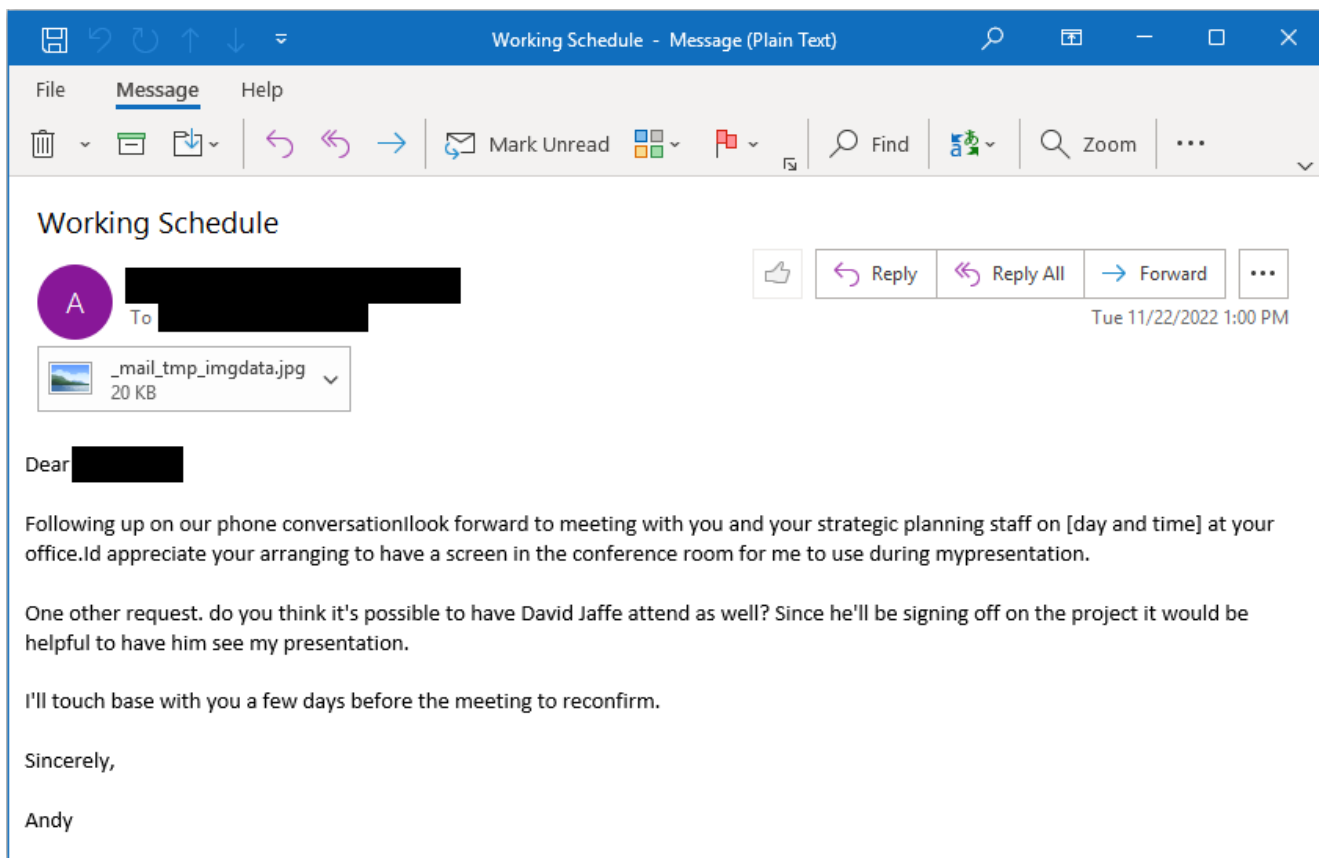 Working Schedule - Message (Plain Text)
File Message Help
Mark Unread Find Zoom
Working Schedule
A
Reply Reply All Forward
To
Tue 11/22/2022 1:00 PM
_mail_tmp_imgdata.jpg
20 KB
Dear
Following up on our phone conversationIlook forward to meeting with you and your strategic planning staff on [day and time] at your
office.Id appreciate your arranging to have a screen in the conference room for me to use during mypresentation.
One other request. do you think it's possible to have David Jaffe attend as well? Since he'll be signing off on the project it would be
helpful to have him see my presentation.
I'll touch base with you a few days before the meeting to reconfirm.
Sincerely,
Andy